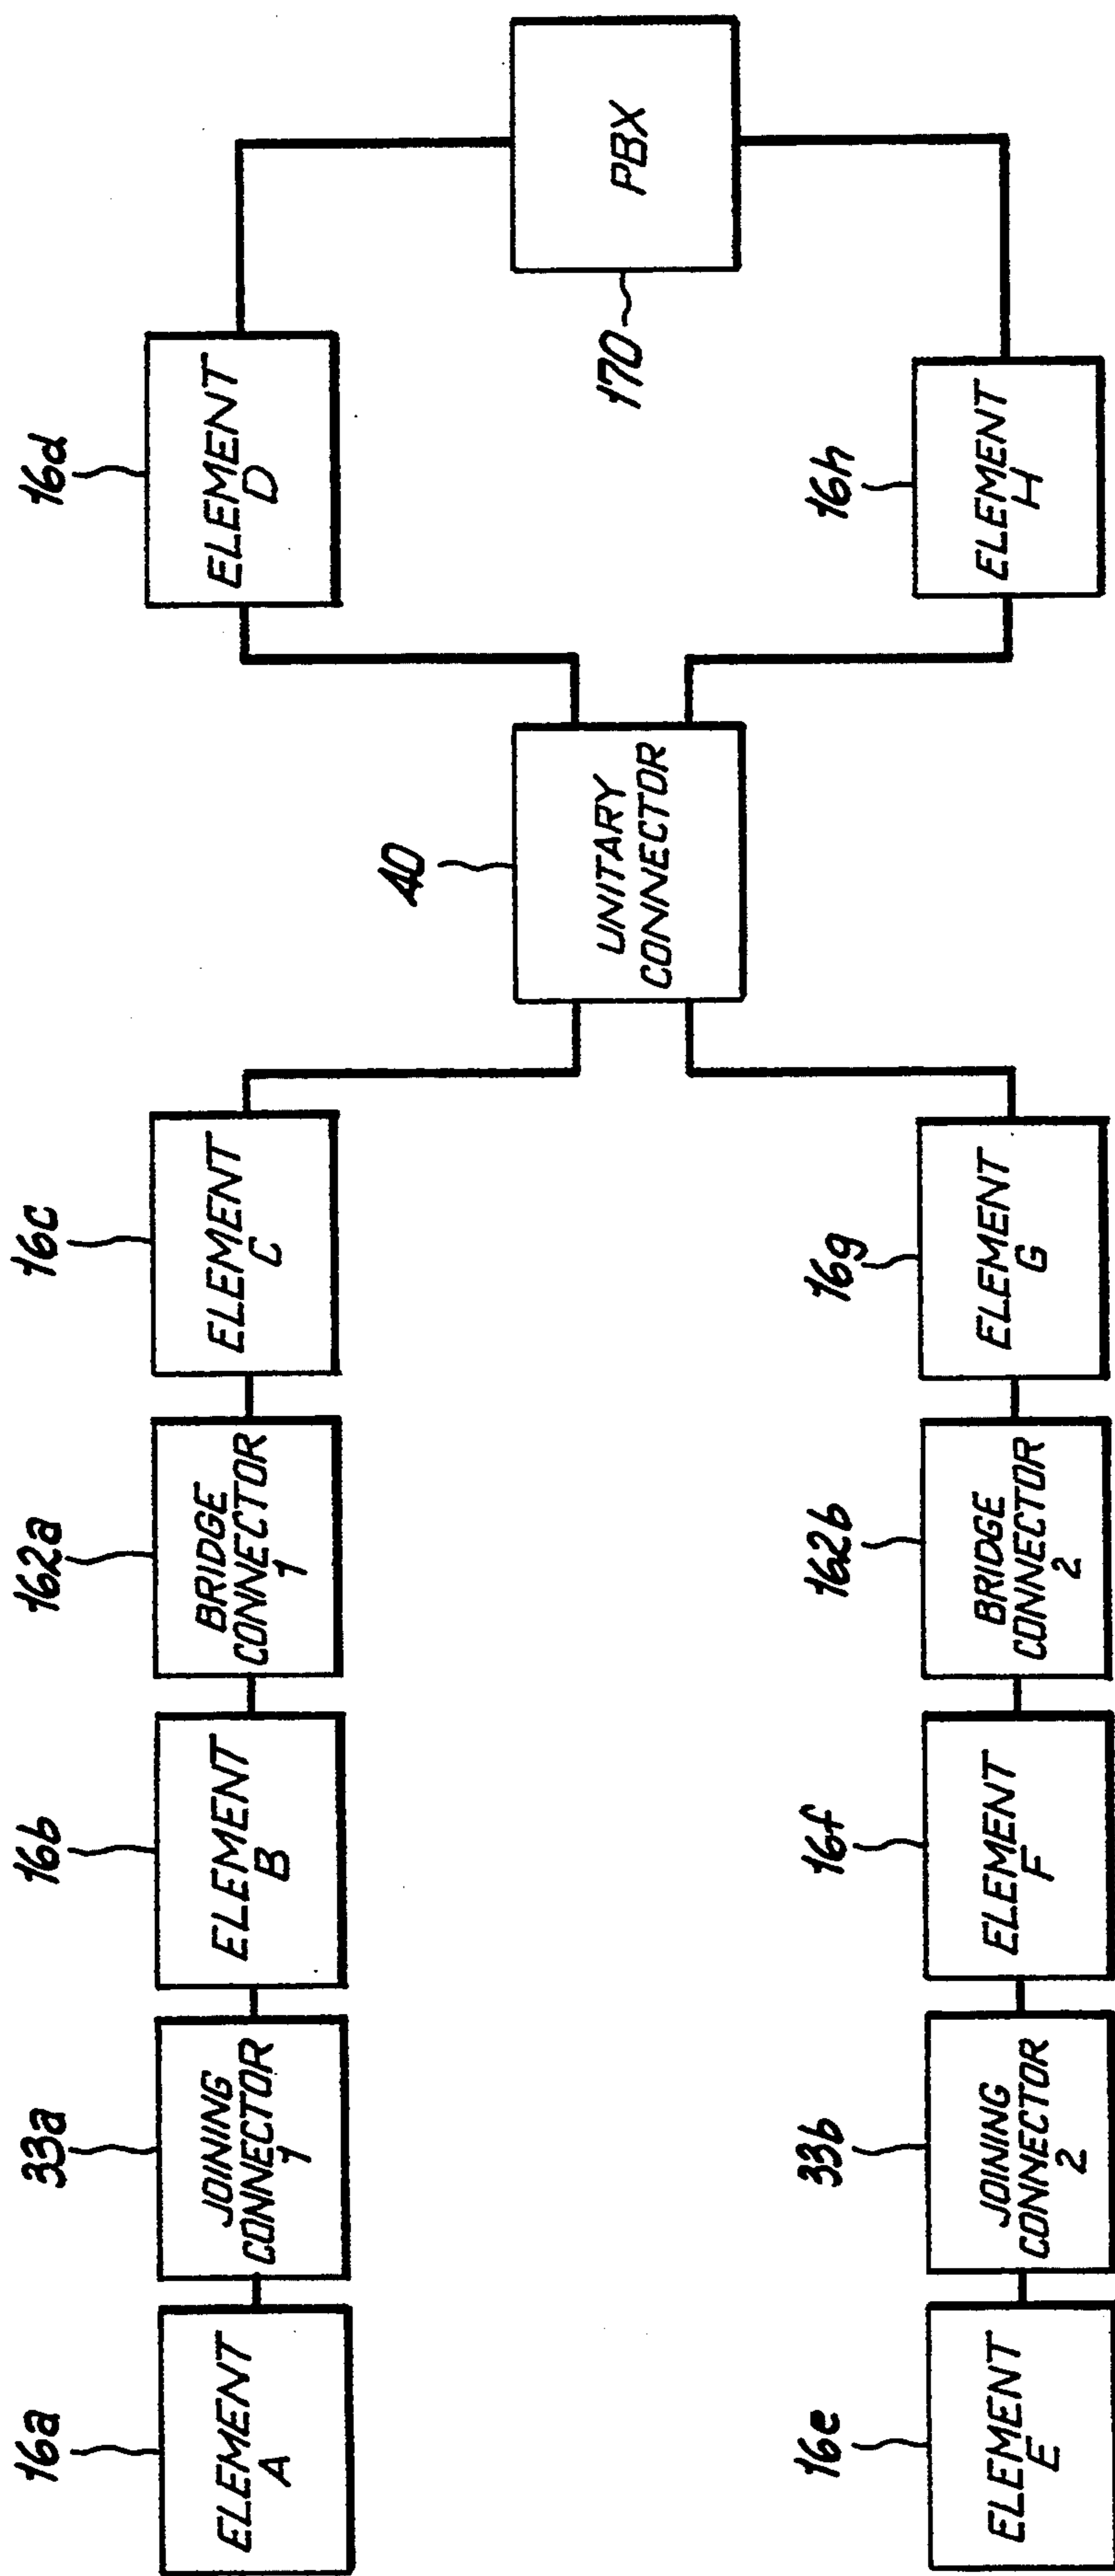 16a
ELEMENT
A
33a
JOINING
CONNECTOR
1
16b
ELEMENT
B
162a
BRIDGE
CONNECTOR
1
16c
ELEMENT
C
40
UNITARY
CONNECTOR
16d
ELEMENT
D
170
PBX
16e
ELEMENT
E
33b
JOINING
CONNECTOR
2
16f
ELEMENT
F
162b
BRIDGE
CONNECTOR
2
16g
ELEMENT
G
16h
ELEMENT
H